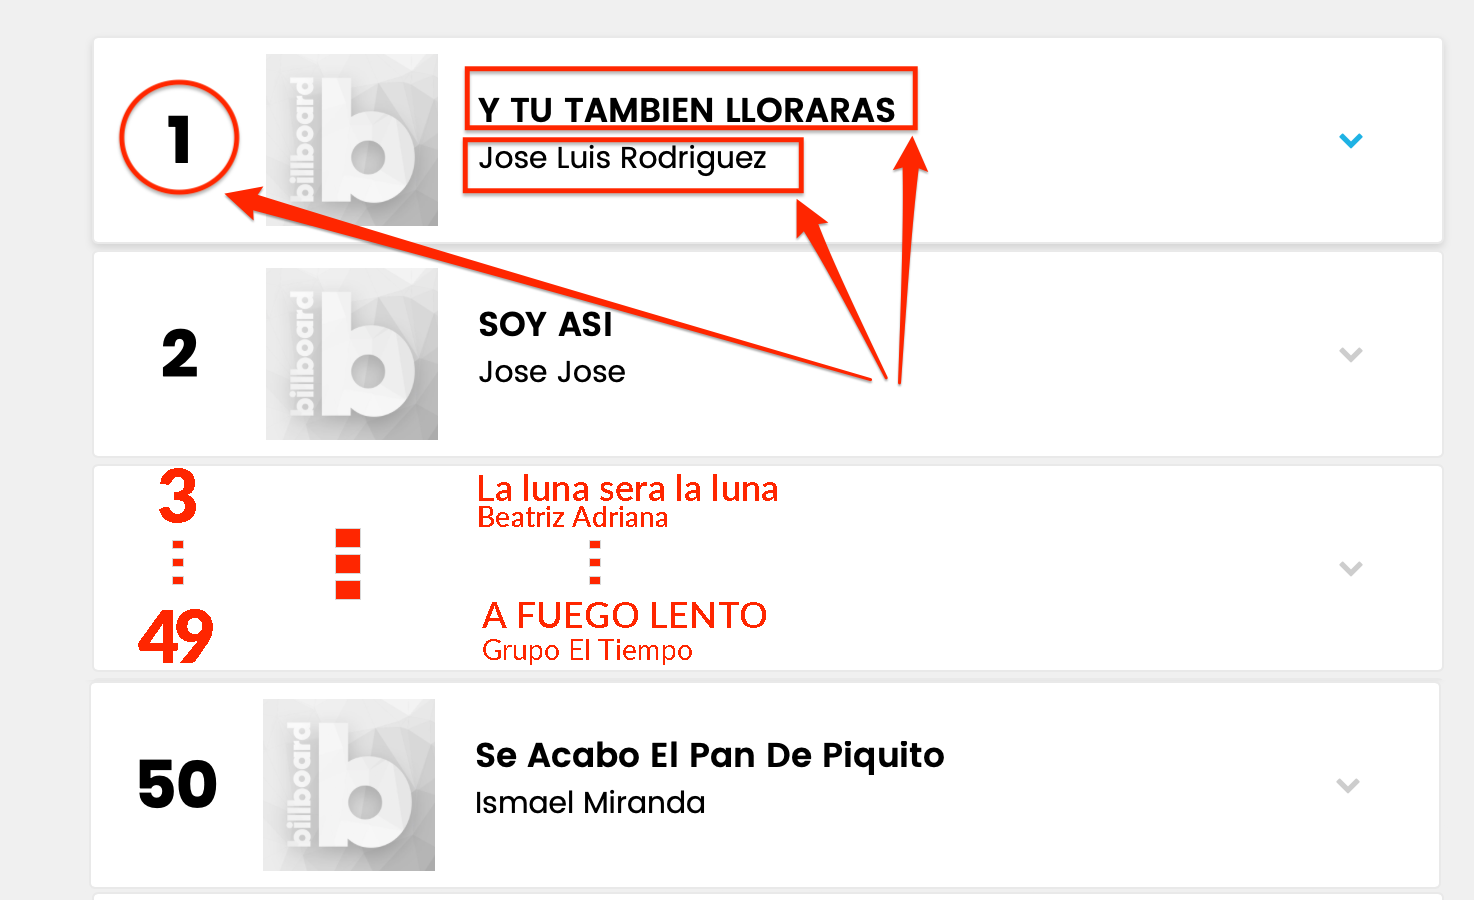 1
billboard
b
Y TU TAMBIEN LLORARAS
Jose Luis Rodriguez
2
billboard
b
SOY ASI
Jose Jose
3
La luna sera la luna
Beatriz Adriana
49
A FUEGO LENTO
Grupo El Tiempo
50
billboard
b
Se Acabo El Pan De Piquito
Ismael Miranda